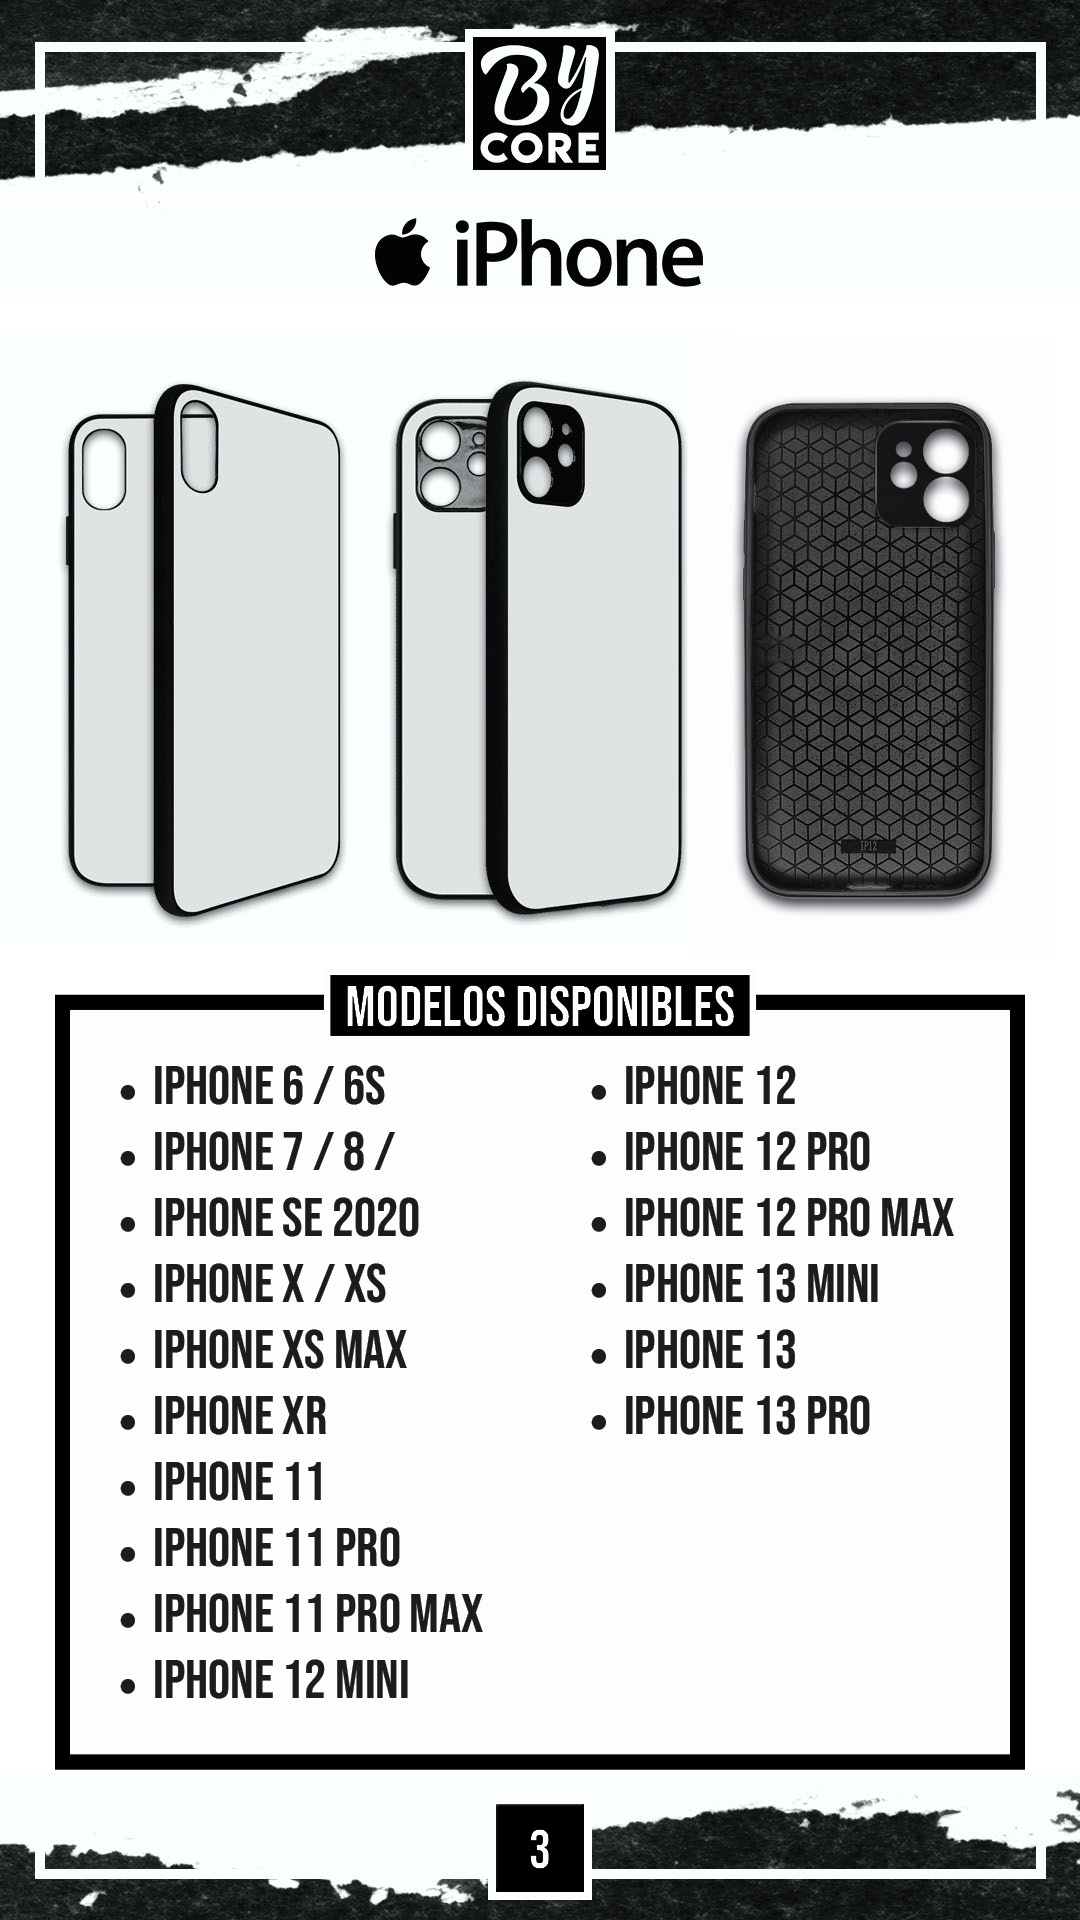 By
CORE
iPhone
IP12
MODELOS DISPONIBLES
IPHONE 6 / 6S
IPHONE 7 / 8 /
IPHONE SE 2020
IPHONE X / XS
IPHONE XS MAX
IPHONE XR
IPHONE 11
IPHONE 11 PRO
IPHONE 11 PRO MAX
IPHONE 12 MINI
IPHONE 12
IPHONE 12 PRO
IPHONE 12 PRO MAX
IPHONE 13 MINI
IPHONE 13
IPHONE 13 PRO
3